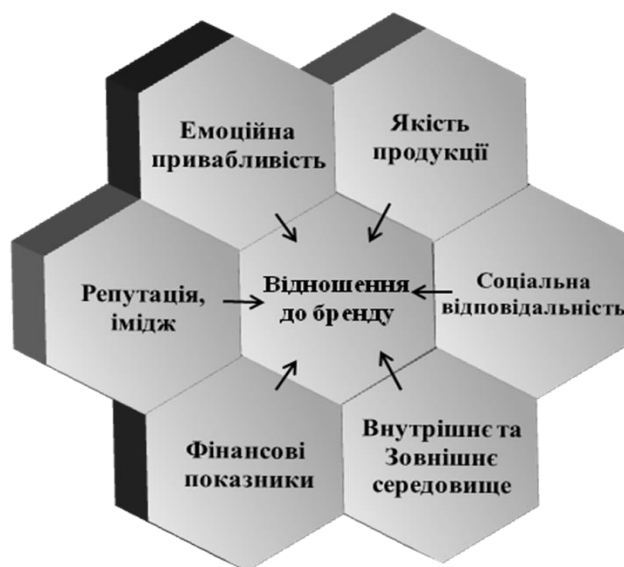 Емоційна
привабливість
Якість
продукції
Репутація,
імідж
Відношення
до бренду
Соціальна
відповідальність
Фінансові
показники
Внутрішнє та
Зовнішнє
середовище